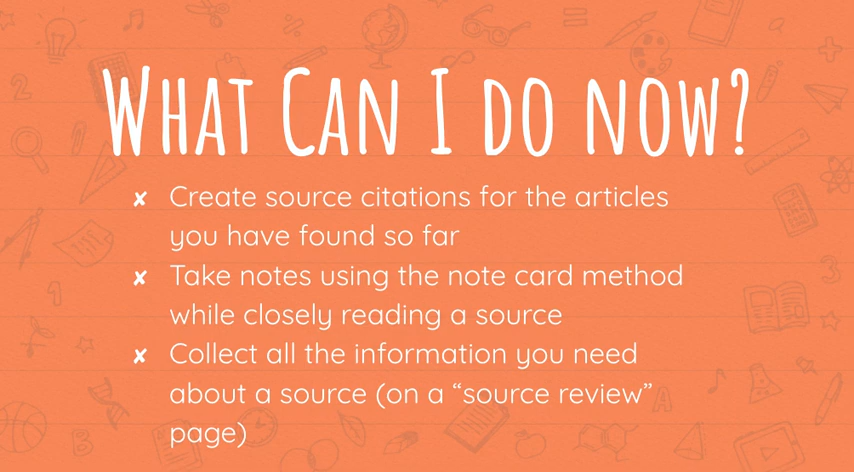 What Can I do now?
✘ Create source citations for the articles
you have found so far
✘ Take notes using the note card method
while closely reading a source
✘ Collect all the information you need
about a source (on a “source review”
page)